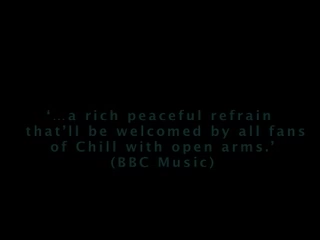 ‘...a rich peaceful refrain
that’ll be welcomed by all fans
of Chill with open arms.’
(BBC Music)